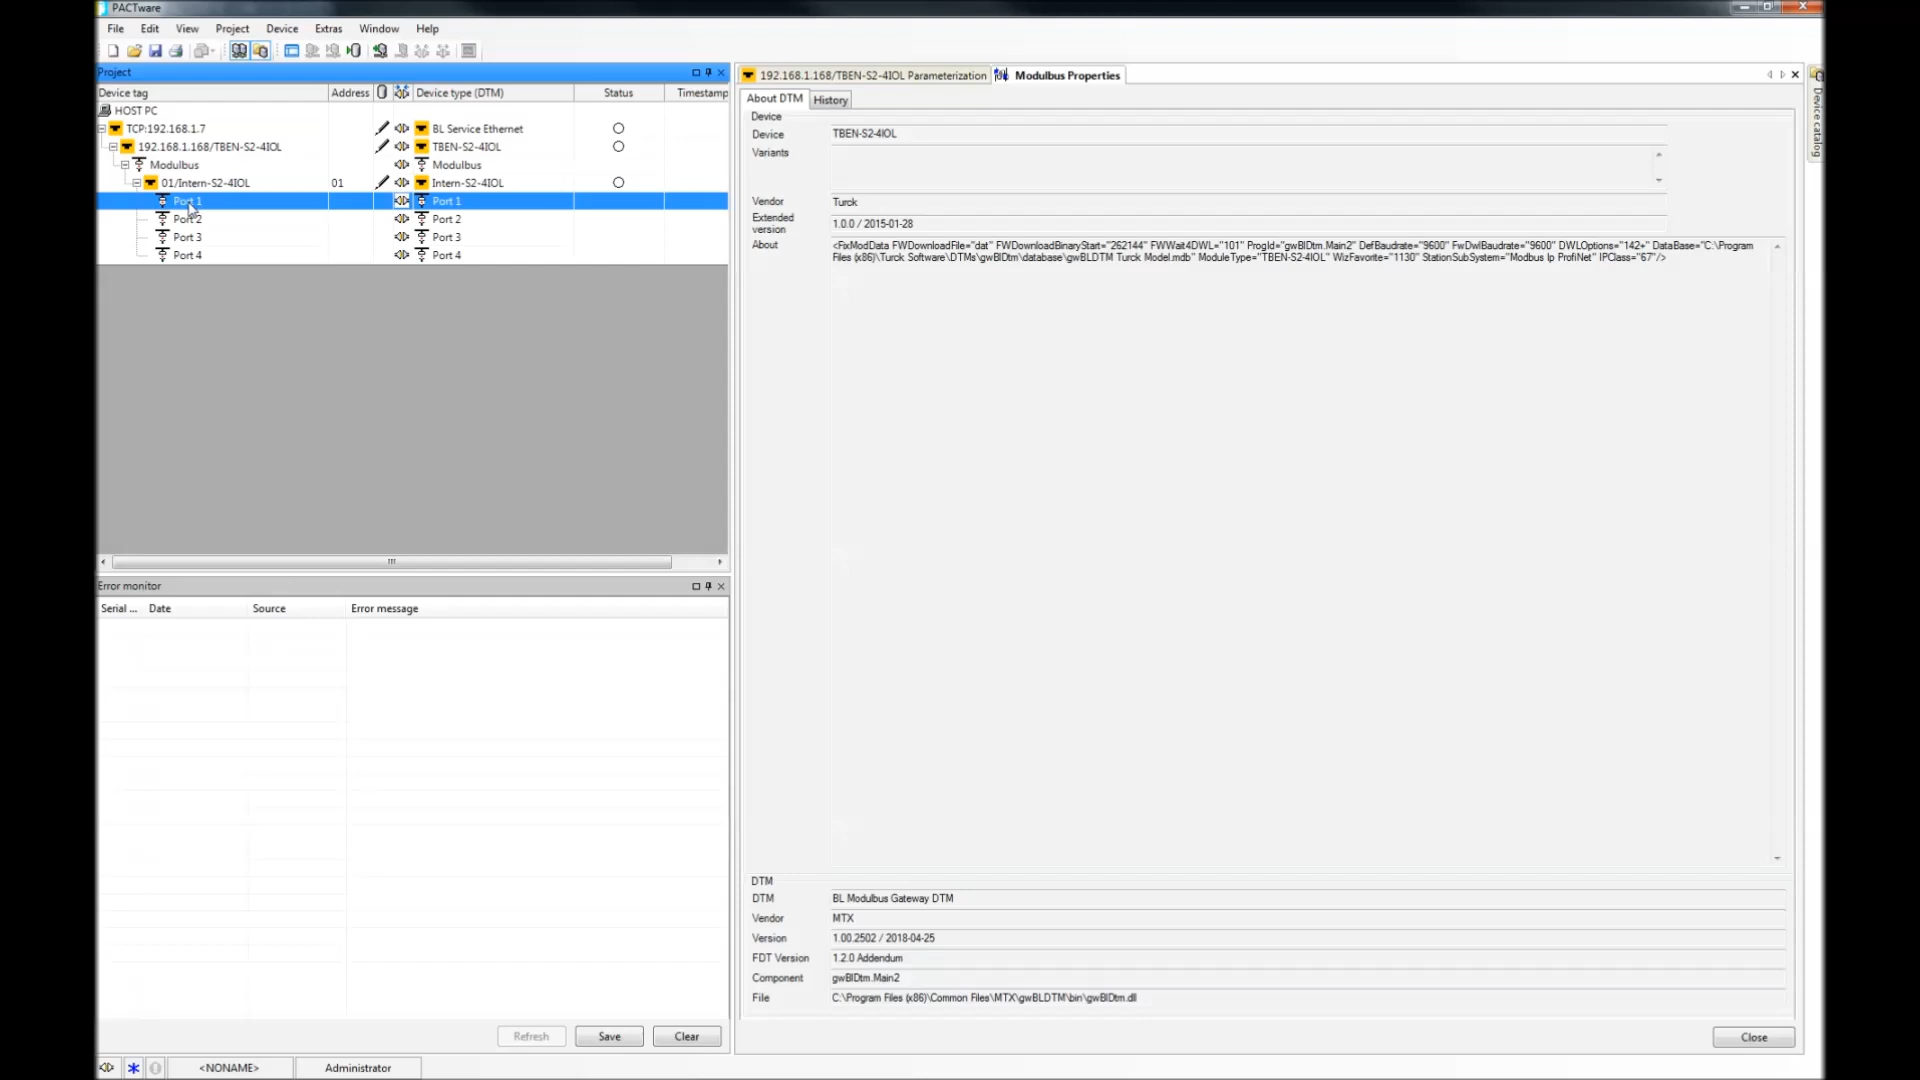 PACTware
File Edit View Project Device Extras Window Help
Project
Device tag Address Device type (DTM) Status Timestamp
HOST PC
TCP:192.168.1.7 BL Service Ethernet
192.168.1.168/TBEN-S2-4IOL TBEN-S2-4IOL
Modulbus Modulbus
01/Intern-S2-4IOL 01 Intern-S2-4IOL
Port 1 Port 1
Port 2 Port 2
Port 3 Port 3
Port 4 Port 4
Error monitor
Serial ... Date Source Error message
Refresh Save Clear
<NONAME> Administrator
192.168.1.168/TBEN-S2-4IOL Parameterization Modulbus Properties
About DTM History
Device
Device TBEN-S2-4IOL
Variants
Vendor Turck
Extended version 1.0.0 / 2015-01-28
About <FixModData FWDownloadFile="dat" FWDownloadBinaryStart="262144" FWWait4DWL="101" ProgId="gwBlDtm.Main2" DefBaudrate="9600" FwDwlBaudrate="9600" DWLOptions="142+" DataBase="C:\Program
Files (x86)\Turck Software\DTMs\gwBlDtm\database\gwBLDTM Turck Model.mdb" ModuleType="TBEN-S2-4IOL" WizFavorite="1130" StationSubSystem="Modbus Ip ProfiNet" IPClass="67"/>
DTM
DTM BL Modulbus Gateway DTM
Vendor MTX
Version 1.00.2502 / 2018-04-25
FDT Version 1.2.0 Addendum
Component gwBlDtm.Main2
File C:\Program Files (x86)\Common Files\MTX\gwBLDTM\bin\gwBlDtm.dll
Close
Device catalog